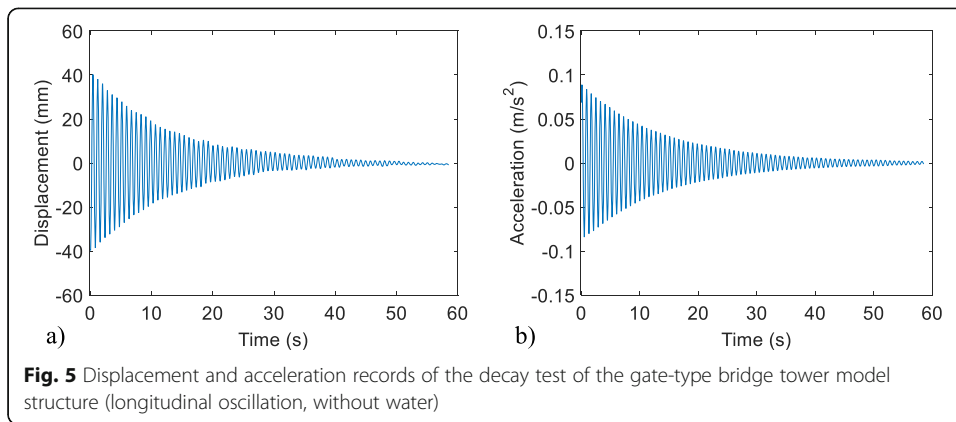 60
40
20
0
-20
-40
-60
Displacement (mm)
0 10 20 30 40 50 60
Time (s)
a)
0.15
0.1
0.05
0
-0.05
-0.1
-0.15
Acceleration (m/s²)
0 10 20 30 40 50 60
Time (s)
b)
Fig. 5 Displacement and acceleration records of the decay test of the gate-type bridge tower model
structure (longitudinal oscillation, without water)